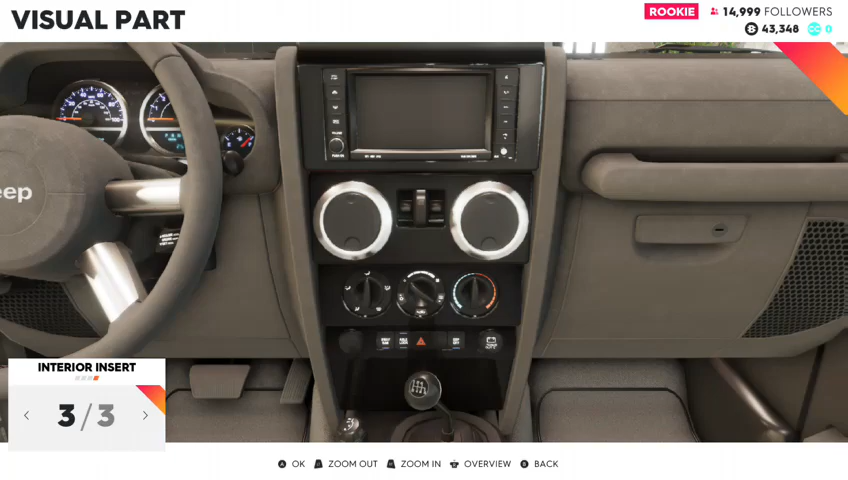 VISUAL PART
ROOKIE 14,999 FOLLOWERS
43,348 CC 0
eep
INTERIOR INSERT
3 / 3
A OK ZOOM OUT ZOOM IN OVERVIEW B BACK